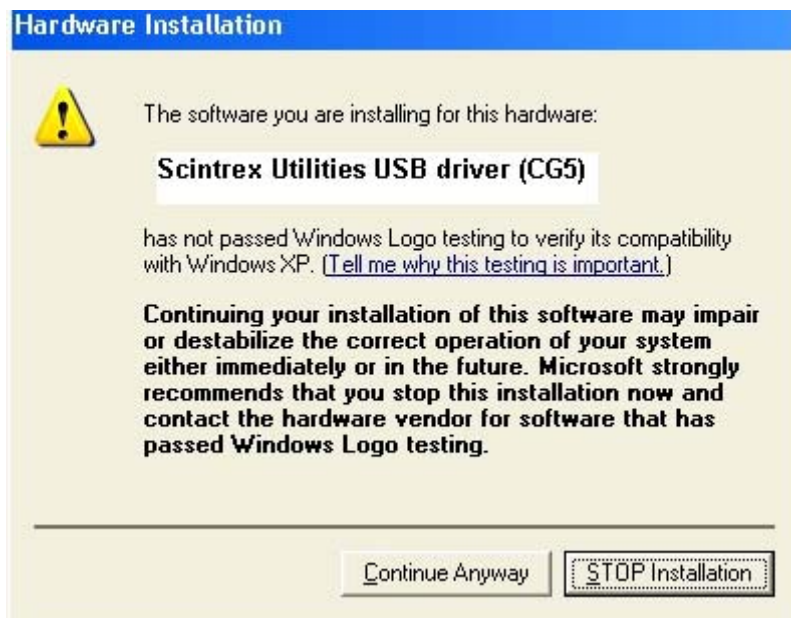 Hardware Installation
The software you are installing for this hardware:
Scintrex Utilities USB driver (CG5)
has not passed Windows Logo testing to verify its compatibility
with Windows XP. (Tell me why this testing is important.)
Continuing your installation of this software may impair
or destabilize the correct operation of your system
either immediately or in the future. Microsoft strongly
recommends that you stop this installation now and
contact the hardware vendor for software that has
passed Windows Logo testing.
Continue Anyway
STOP Installation